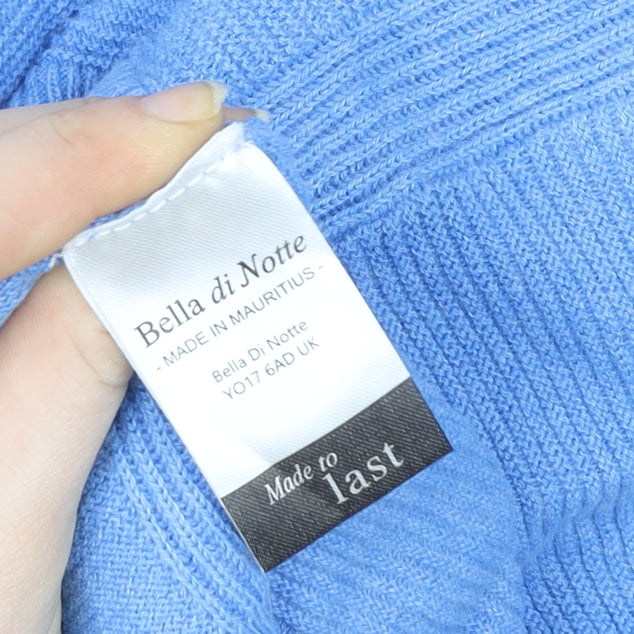 Bella di Notte
- MADE IN MAURITIUS -
Bella Di Notte
YO17 6AD UK
Made to
last